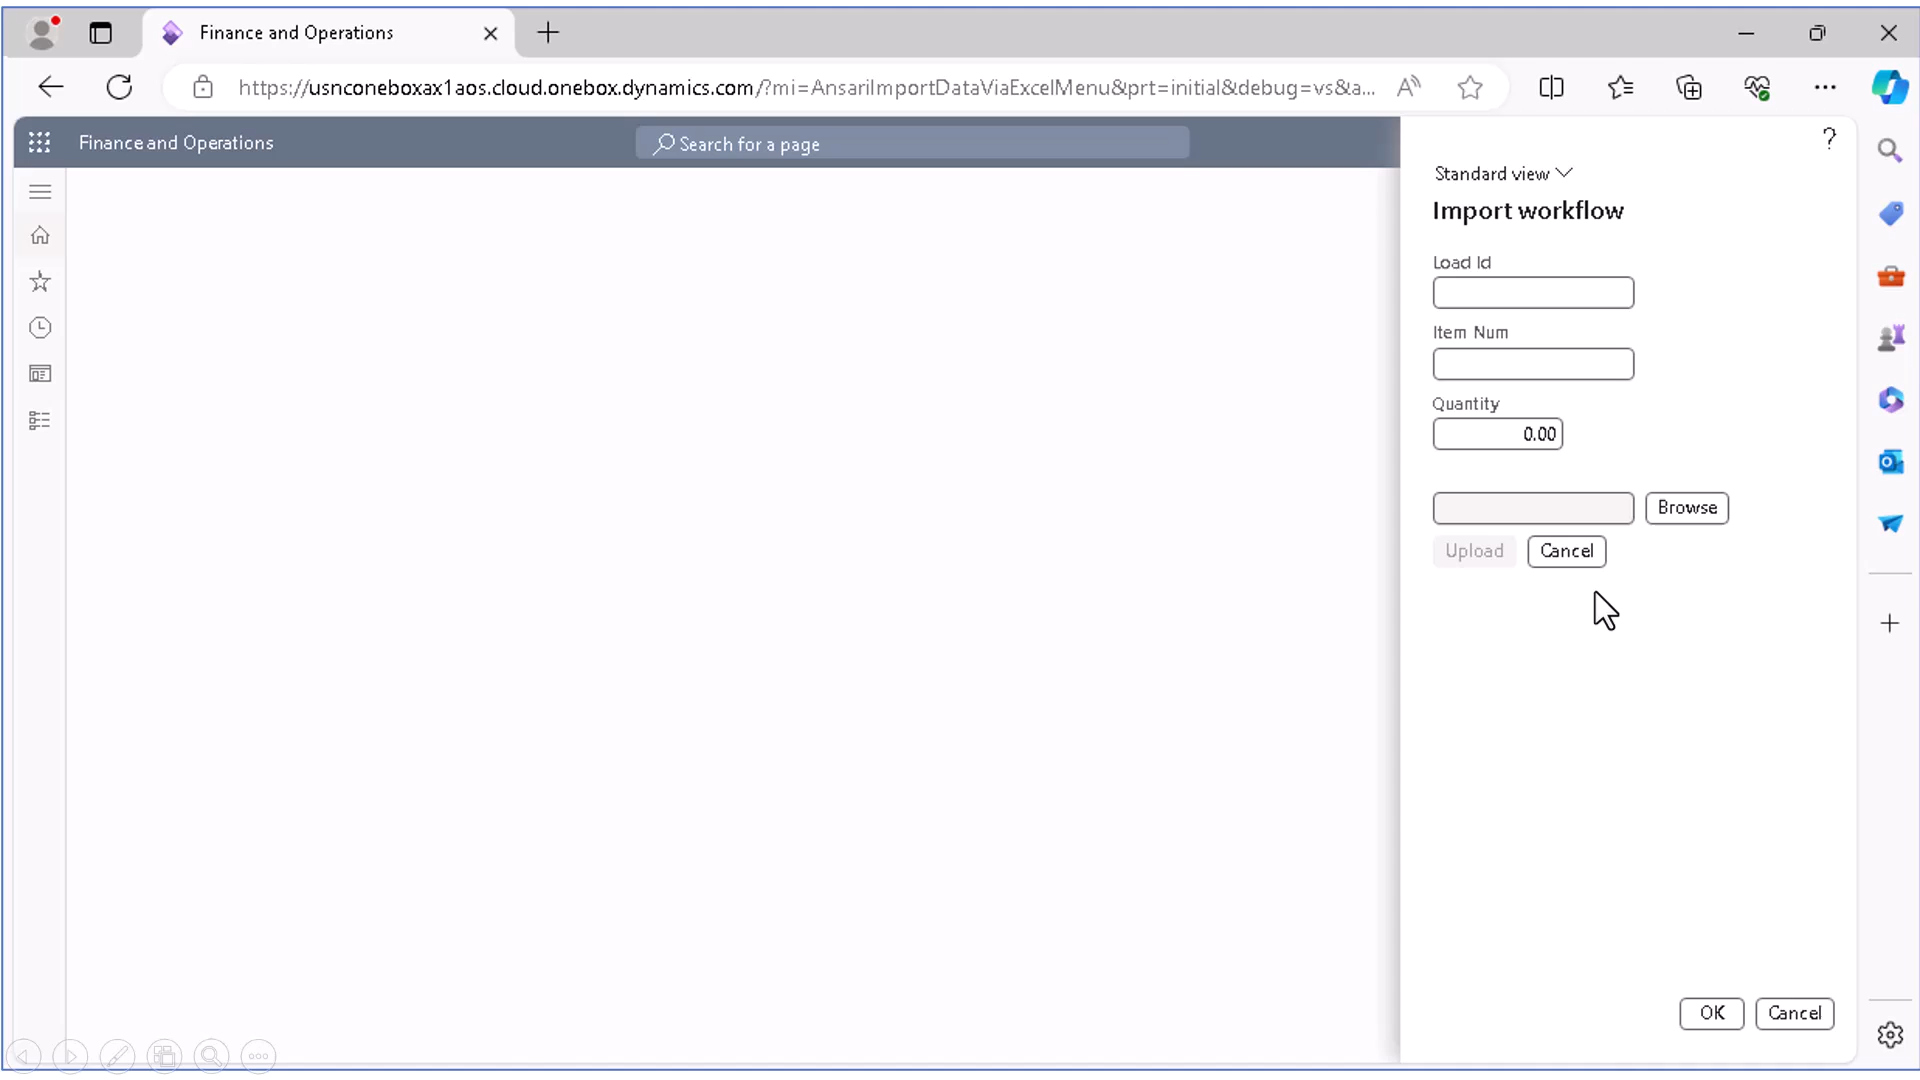 Finance and Operations
https://usnconeboxax1aos.cloud.onebox.dynamics.com/?mi=AnsariImportDataViaExcelMenu&prt=initial&debug=vs&a...
Finance and Operations
Search for a page
?
Standard view
Import workflow
Load Id
Item Num
Quantity
0.00
Browse
Upload Cancel
OK Cancel